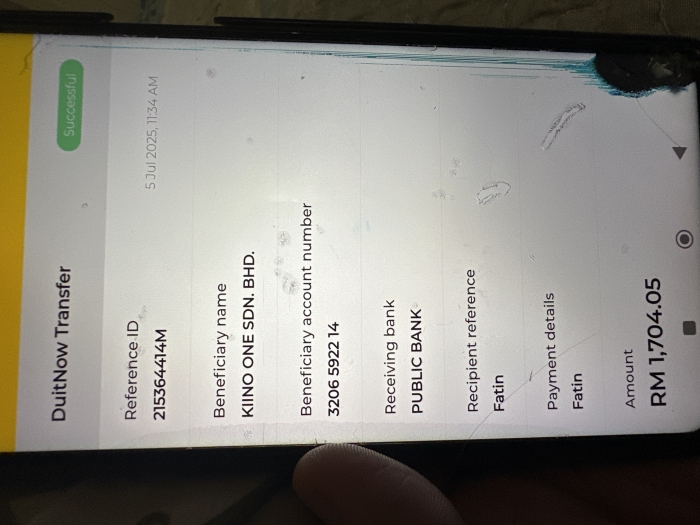 DuitNow Transfer
Successful
Reference ID
215364414M
5 Jul 2025, 11:34 AM
Beneficiary name
KIINO ONE SDN. BHD.
Beneficiary account number
3206 5922 14
Receiving bank
PUBLIC BANK
Recipient reference
Fatin
Payment details
Fatin
Amount
RM 1,704.05